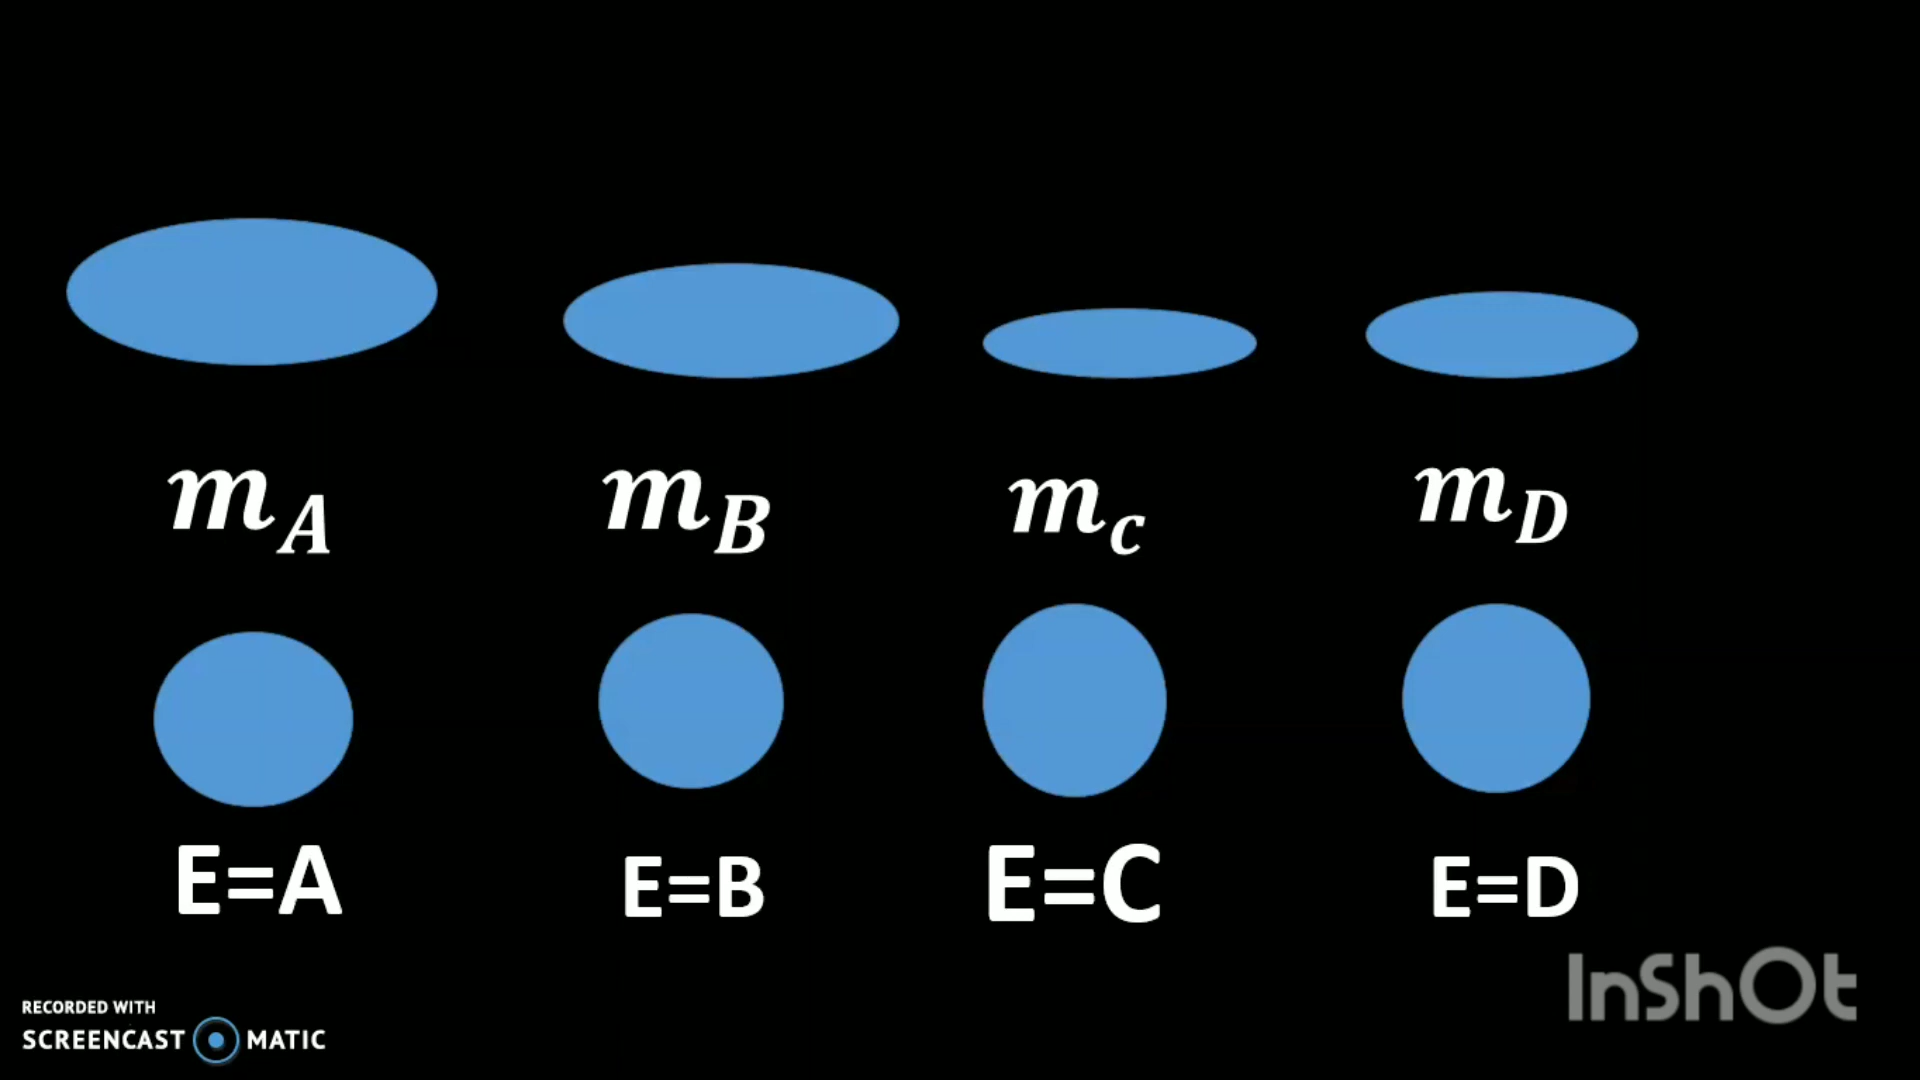 m_A m_B m_c m_D
E=A E=B E=C E=D
InShOt
RECORDED WITH
SCREENCAST MATIC